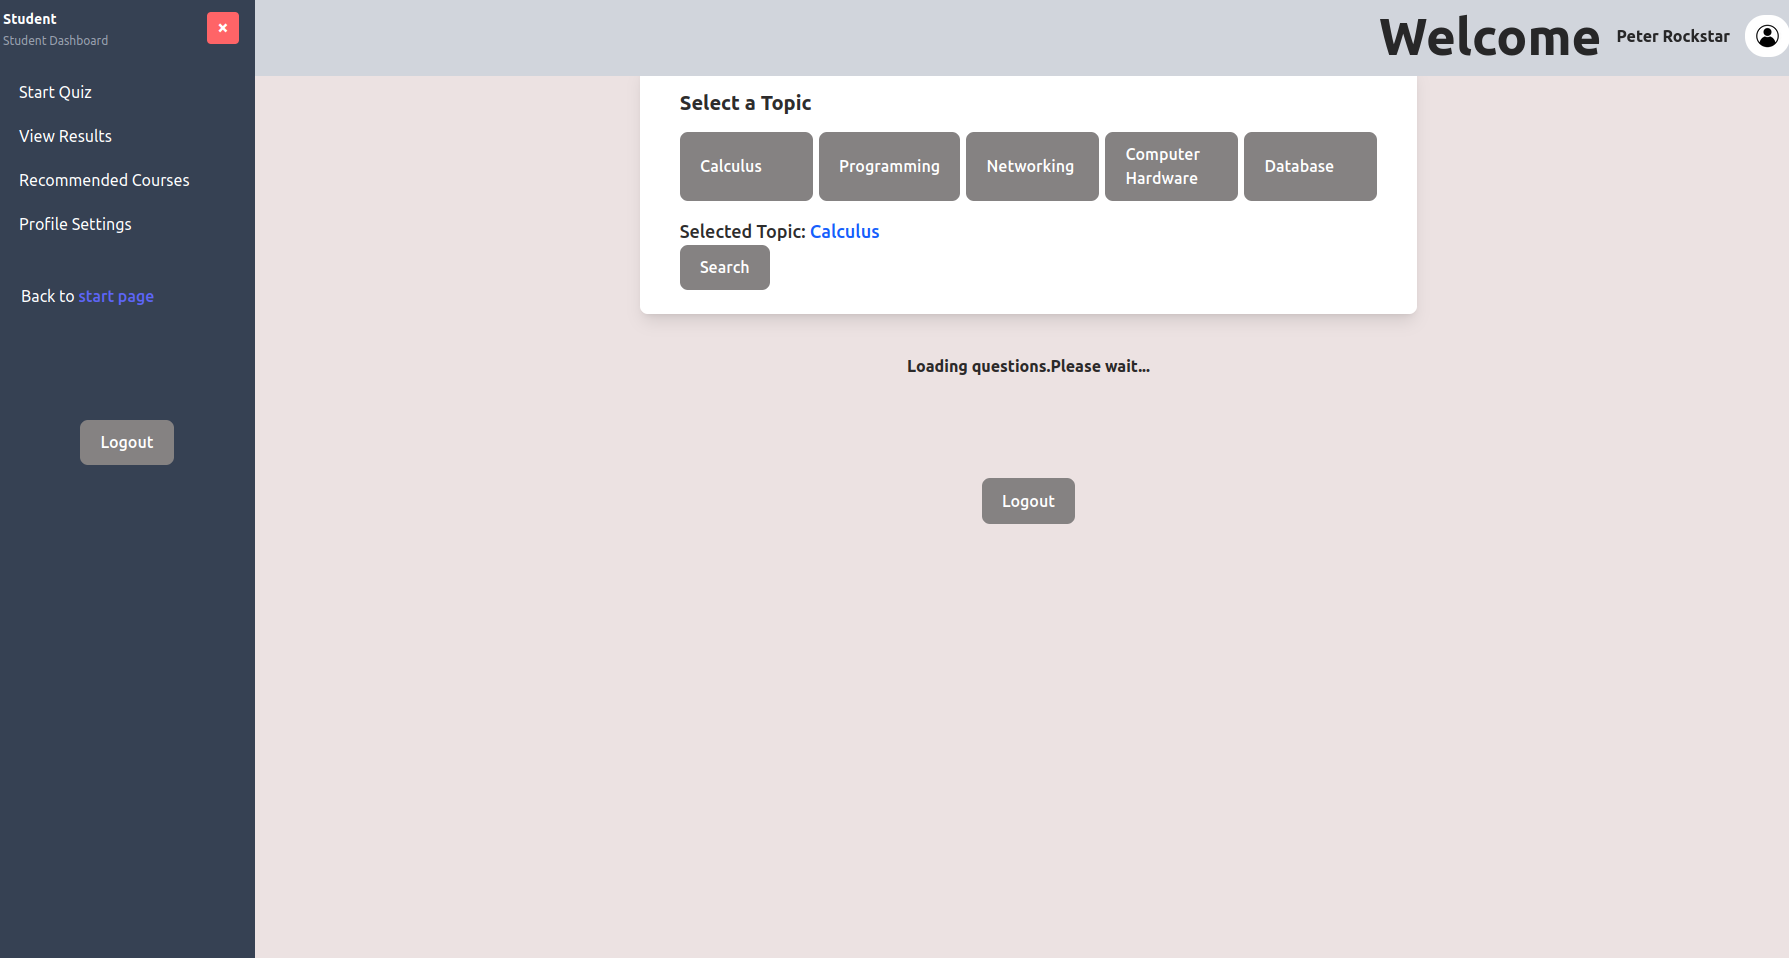 Student
Student Dashboard
Start Quiz
View Results
Recommended Courses
Profile Settings
Back to start page
Logout
Welcome
Peter Rockstar
Select a Topic
Calculus
Programming
Networking
Computer
Hardware
Database
Selected Topic: Calculus
Search
Loading questions.Please wait...
Logout